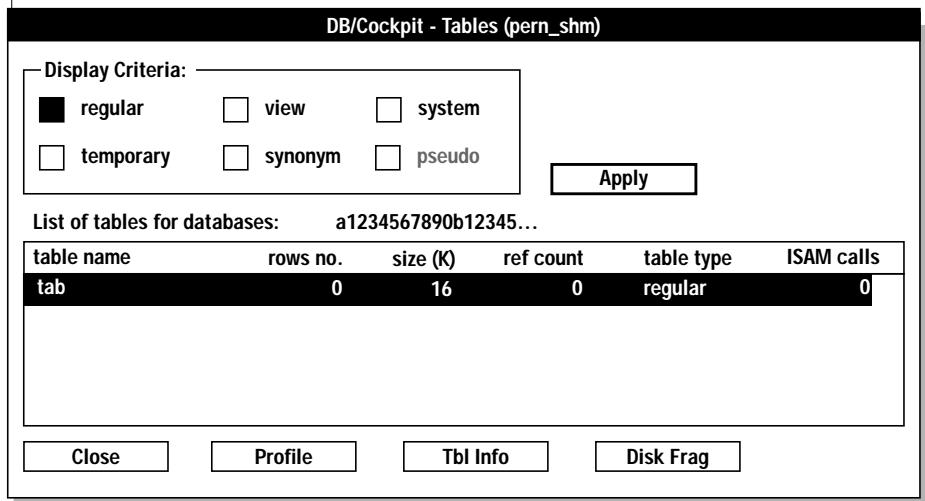 DB/Cockpit - Tables (pern_shm)
Display Criteria:
regular view system
temporary synonym pseudo
Apply
List of tables for databases: a1234567890b12345...
table name rows no. size (K) ref count table type ISAM calls
tab 0 16 0 regular 0
Close Profile Tbl Info Disk Frag